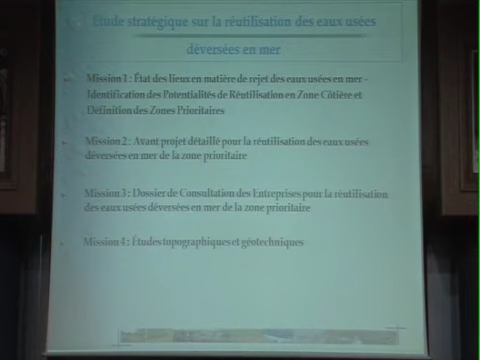 Étude stratégique sur la réutilisation des eaux usées
déversées en mer
Mission 1 : État des lieux en matière de rejet des eaux usées en mer –
Identification des Potentialités de Réutilisation en Zone Côtière et
Définition des Zones Prioritaires
Mission 2 : Avant projet détaillé pour la réutilisation des eaux usées
déversées en mer de la zone prioritaire
Mission 3 : Dossier de Consultation des Entreprises pour la réutilisation
des eaux usées déversées en mer de la zone prioritaire
Mission 4 : Études topographiques et géotechniques